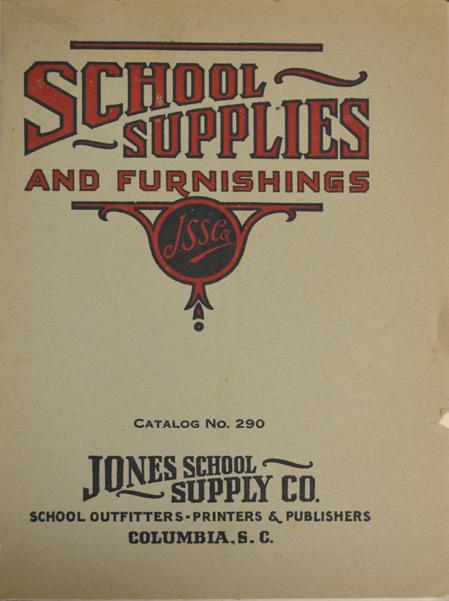 SCHOOL
SUPPLIES
AND FURNISHINGS
JSSCo
CATALOG No. 290
JONES SCHOOL
SUPPLY CO.
SCHOOL OUTFITTERS-PRINTERS & PUBLISHERS
COLUMBIA, S. C.